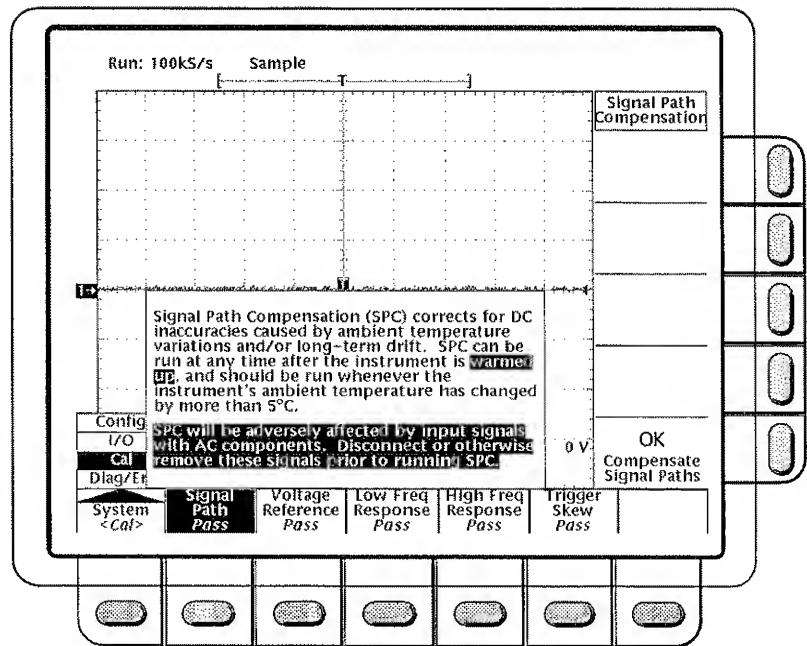 Run: 100kS/s Sample
[ T ]
Signal Path
Compensation
T
1→
Signal Path Compensation (SPC) corrects for DC
inaccuracies caused by ambient temperature
variations and/or long-term drift. SPC can be
run at any time after the instrument is warmed
up, and should be run whenever the
instrument's ambient temperature has changed
by more than 5°C.
SPC will be adversely affected by input signals
with AC components. Disconnect or otherwise
remove these signals prior to running SPC.
0 V
Config
I/O
Cal
Diag/Er
OK
Compensate
Signal Paths
System
<Cal>
Signal
Path
Pass
Voltage
Reference
Pass
Low Freq
Response
Pass
High Freq
Response
Pass
Trigger
Skew
Pass